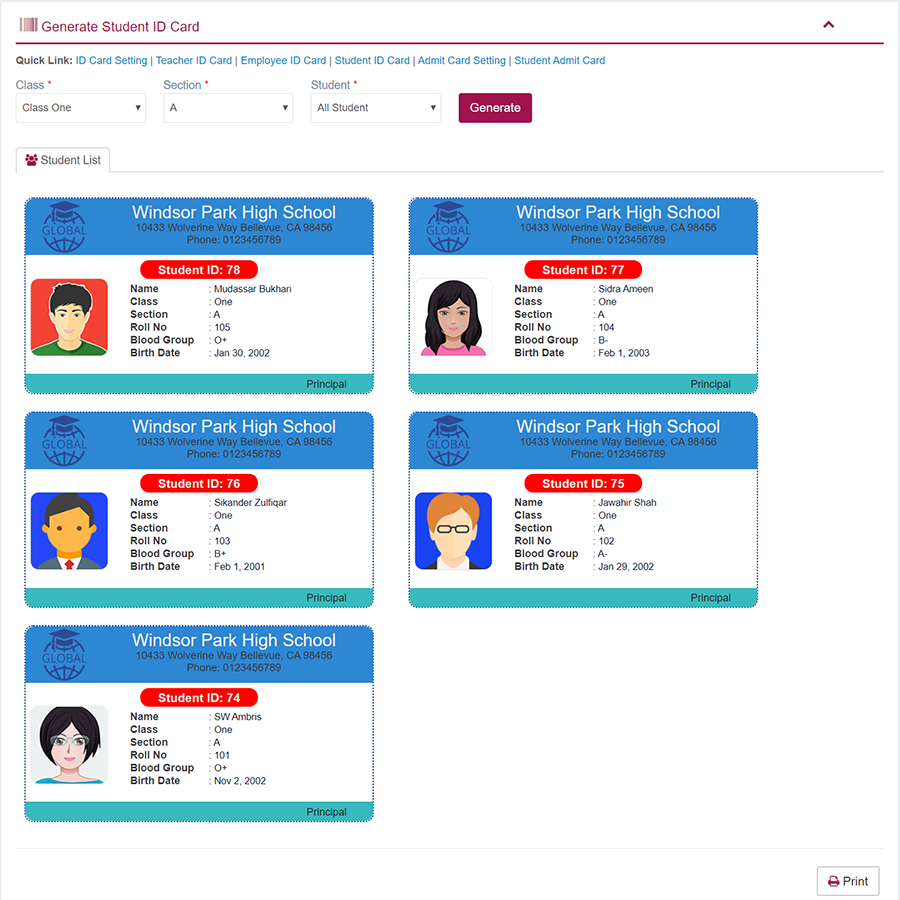 Generate Student ID Card
Quick Link: ID Card Setting | Teacher ID Card | Employee ID Card | Student ID Card | Admit Card Setting | Student Admit Card
Class * Section * Student *
Class One A All Student Generate
Student List
GLOBAL
Windsor Park High School
10433 Wolverine Way Bellevue, CA 98456
Phone: 0123456789
Student ID: 78
Name : Mudassar Bukhari
Class : One
Section : A
Roll No : 105
Blood Group : O+
Birth Date : Jan 30, 2002
Principal
GLOBAL
Windsor Park High School
10433 Wolverine Way Bellevue, CA 98456
Phone: 0123456789
Student ID: 77
Name : Sidra Ameen
Class : One
Section : A
Roll No : 104
Blood Group : B-
Birth Date : Feb 1, 2003
Principal
GLOBAL
Windsor Park High School
10433 Wolverine Way Bellevue, CA 98456
Phone: 0123456789
Student ID: 76
Name : Sikander Zulfiqar
Class : One
Section : A
Roll No : 103
Blood Group : B+
Birth Date : Feb 1, 2001
Principal
GLOBAL
Windsor Park High School
10433 Wolverine Way Bellevue, CA 98456
Phone: 0123456789
Student ID: 75
Name : Jawahir Shah
Class : One
Section : A
Roll No : 102
Blood Group : A-
Birth Date : Jan 29, 2002
Principal
GLOBAL
Windsor Park High School
10433 Wolverine Way Bellevue, CA 98456
Phone: 0123456789
Student ID: 74
Name : SW Ambris
Class : One
Section : A
Roll No : 101
Blood Group : O+
Birth Date : Nov 2, 2002
Principal
Print